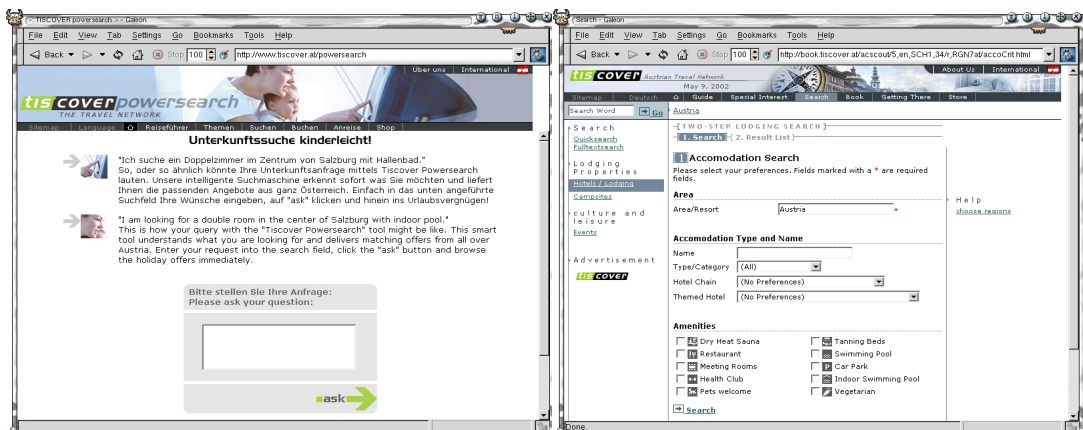 TISCOVER powersearch :- - Galeon
File Edit View Tab Settings Go Bookmarks Tools Help
Back Stop 100 http://www.tiscover.at/powersearch
Über uns International
tiscover powersearch
THE TRAVEL NETWORK
Sitemap Language Reiseführer Themen Suchen Buchen Anreise Shop
Unterkunftssuche kinderleicht!
"Ich suche ein Doppelzimmer im Zentrum von Salzburg mit Hallenbad."
So, oder so ähnlich könnte Ihre Unterkunftsanfrage mittels Tiscover Powersearch
lauten. Unsere intelligente Suchmaschine erkennt sofort was Sie möchten und liefert
Ihnen die passenden Angebote aus ganz Österreich. Einfach in das unten angeführte
Suchfeld Ihre Wünsche eingeben, auf "ask" klicken und hinein ins Urlaubsvergnügen!
"I am looking for a double room in the center of Salzburg with indoor pool."
This is how your query with the "Tiscover Powersearch" tool might be like. This smart
tool understands what you are looking for and delivers matching offers from all over
Austria. Enter your request into the search field, click the "ask" button and browse
the holiday offers immediately.
Bitte stellen Sie Ihre Anfrage:
Please ask your question:
ask
Search - Galeon
File Edit View Tab Settings Go Bookmarks Tools Help
Back Stop 100 http://book.tiscover.at/acscout/5,en,SCH1,34/r,RGN7at/accoCrit.html
About Us International
tiscover Austrian Travel Network
May 9, 2002
Sitemap Deutsch Guide Special Interest Search Book Getting There Store
Search Word Go
Austria
Search
Quicksearch
Fulltextsearch
Lodging
Properties
Hotels / Lodging
Campsites
culture and
leisure
Events
Advertisement
tiscover
[TWO-STEP LODGING SEARCH]
1. Search 2. Result List
1 Accomodation Search
Please select your preferences. Fields marked with a * are required
fields.
Area
Area/Resort Austria *
Accomodation Type and Name
Name
Type/Category (All)
Hotel Chain (No Preferences)
Themed Hotel (No Preferences)
Amenities
Dry Heat Sauna Tanning Beds
Restaurant Swimming Pool
Meeting Rooms P Car Park
Health Club Indoor Swimming Pool
Pets welcome Vegetarian
Search
Help
choose regions
Done.